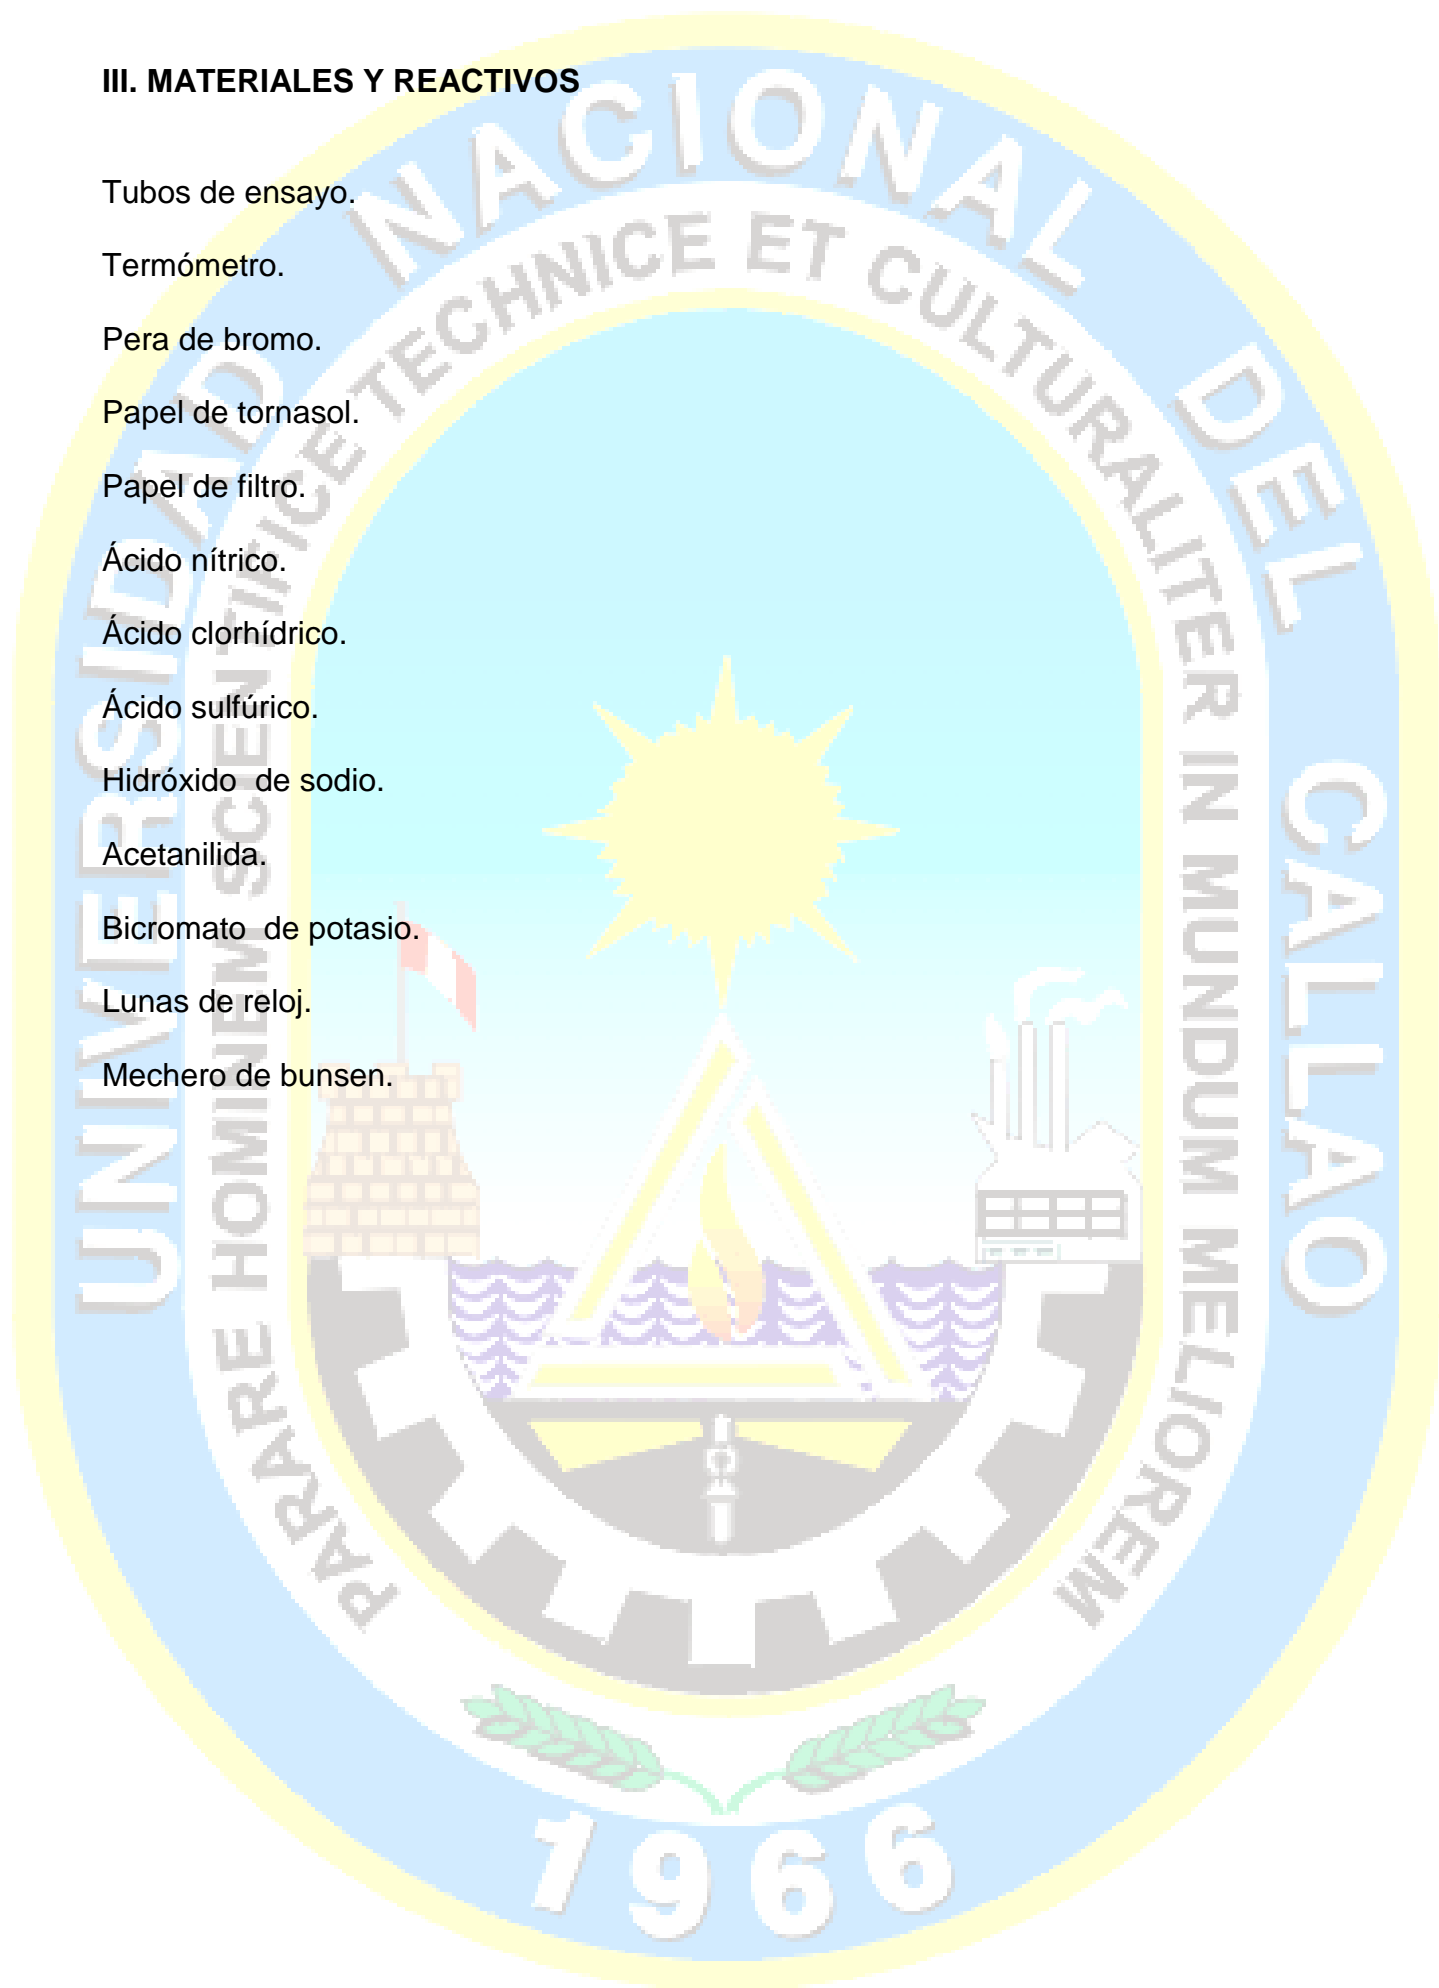 III. MATERIALES Y REACTIVOS
Tubos de ensayo.
Termómetro.
Pera de bromo.
Papel de tornasol.
Papel de filtro.
Ácido nítrico.
Ácido clorhídrico.
Ácido sulfúrico.
Hidróxido  de sodio.
Acetanilida.
Bicromato  de potasio.
Lunas de reloj.
Mechero de bunsen.
UNIVERSIDAD NACIONAL DEL CALLAO
PARARE HOMINEM SCIENTIFICE TECHNICE ET CULTURALITER IN MUNDUM MELIOREM
1966